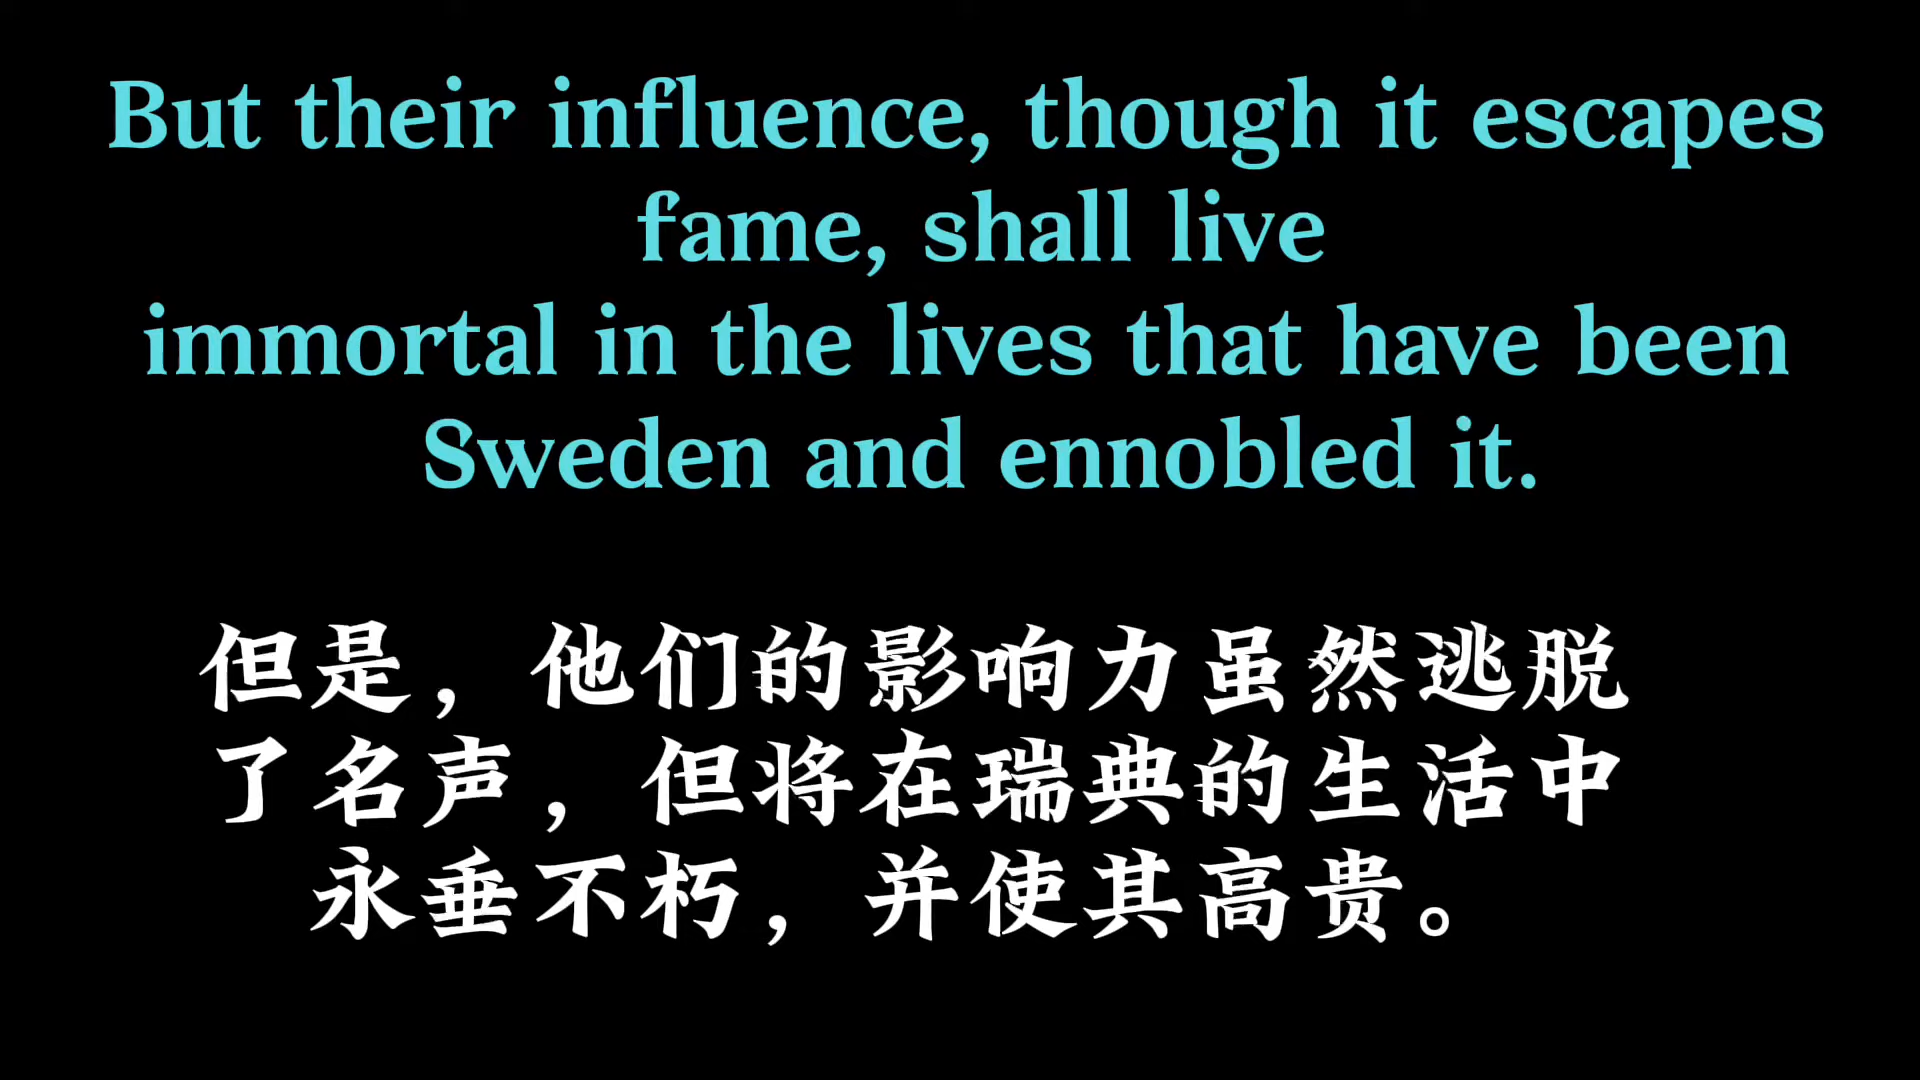 But their influence, though it escapes
fame, shall live
immortal in the lives that have been
Sweden and ennobled it.
但是，他们的影响力虽然逃脱
了名声，但将在瑞典的生活中
永垂不朽，并使其高贵。